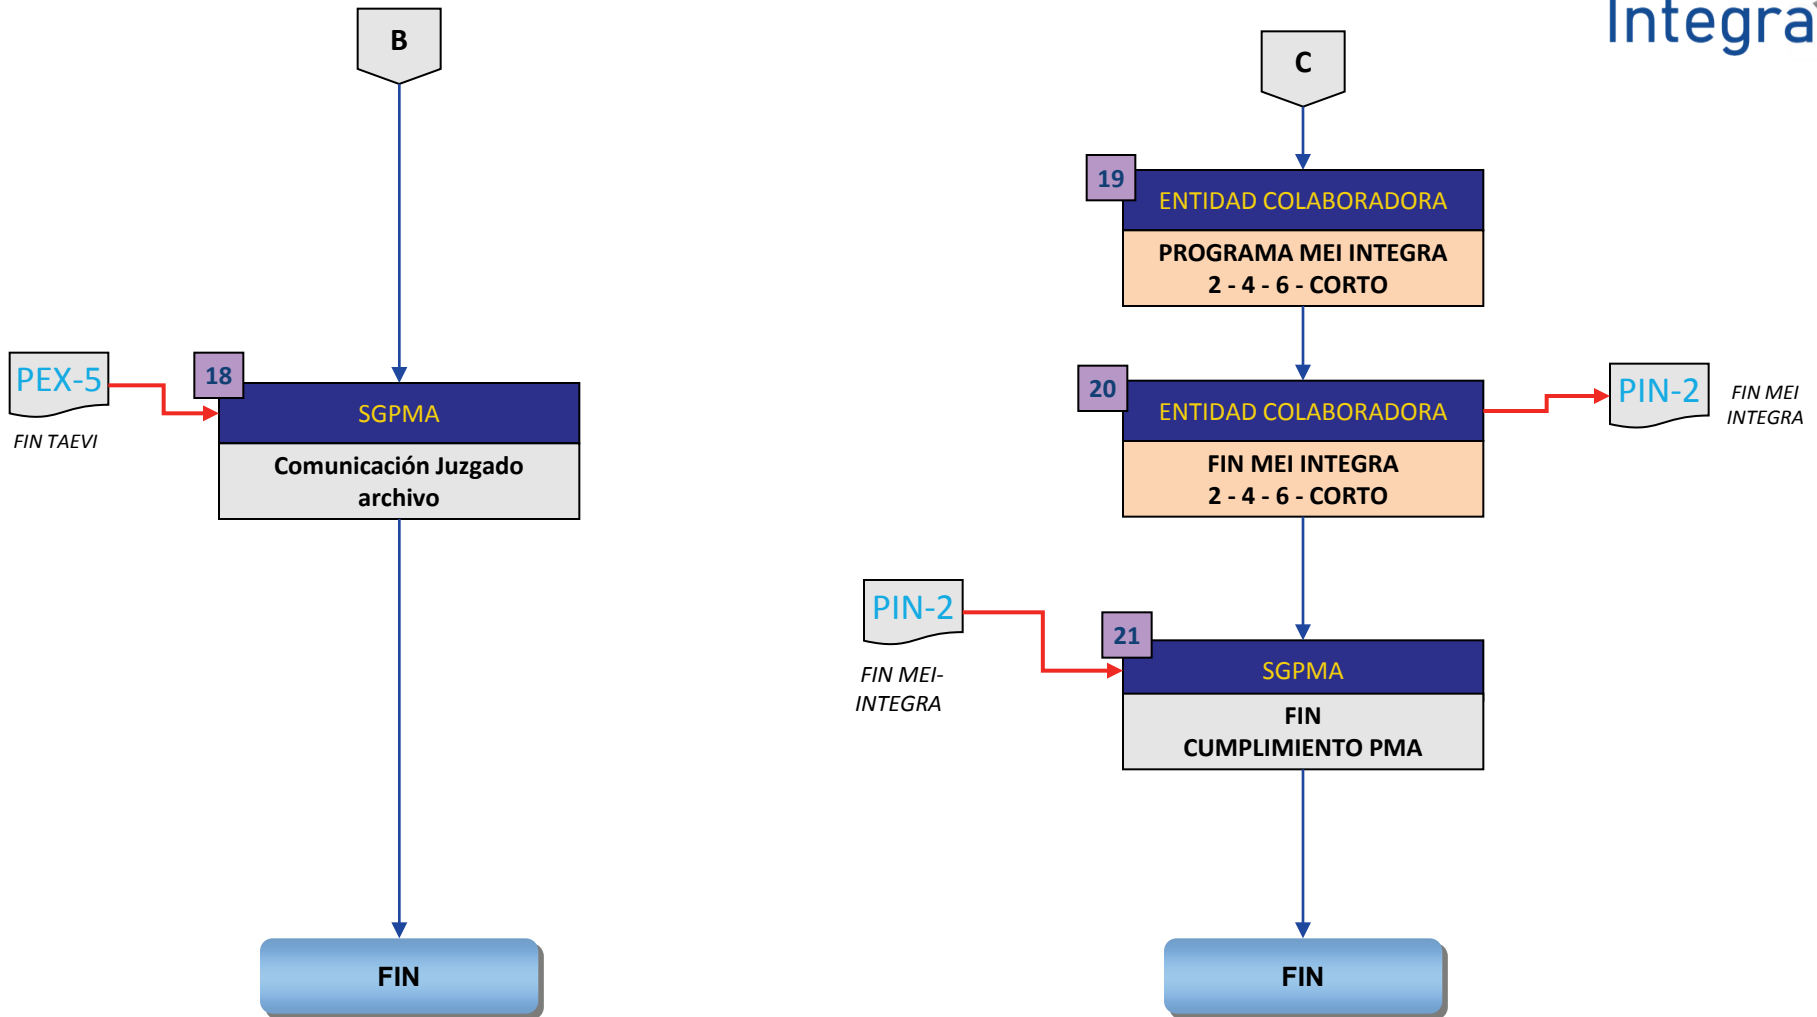 Integra
B
PEX-5
FIN TAEVI
18
SGPMA
Comunicación Juzgado
archivo
FIN
C
19
ENTIDAD COLABORADORA
PROGRAMA MEI INTEGRA
2 - 4 - 6 - CORTO
20
ENTIDAD COLABORADORA
FIN MEI INTEGRA
2 - 4 - 6 - CORTO
PIN-2
FIN MEI
INTEGRA
PIN-2
FIN MEI-
INTEGRA
21
SGPMA
FIN
CUMPLIMIENTO PMA
FIN